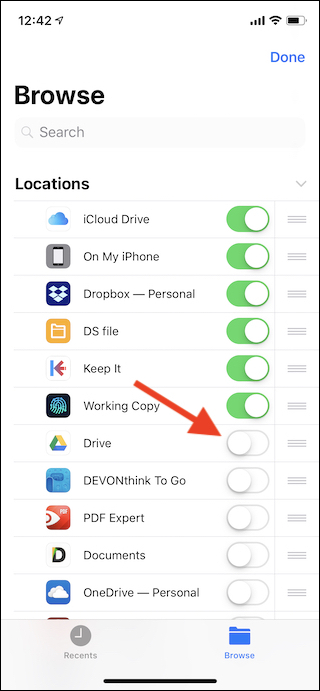 12:42
Done
Browse
Search
Locations
iCloud Drive
On My iPhone
Dropbox — Personal
DS file
Keep It
Working Copy
Drive
DEVONthink To Go
PDF Expert
Documents
OneDrive — Personal
Recents
Browse